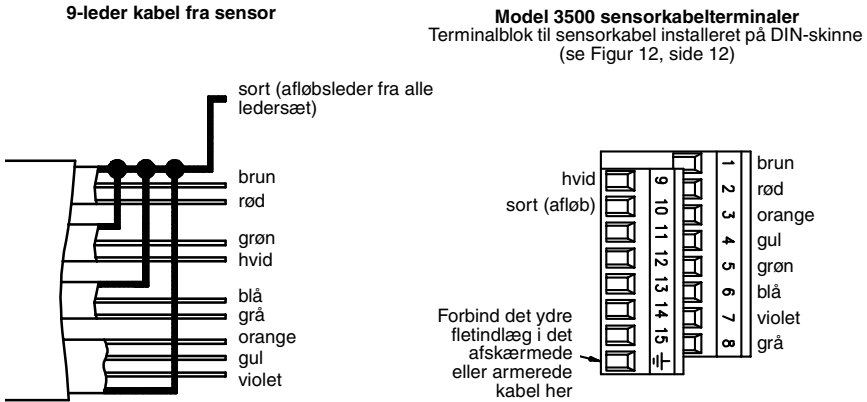 9-leder kabel fra sensor
sort (afløbsleder fra alle
ledersæt)
brun
rød
grøn
hvid
blå
grå
orange
gul
violet
Model 3500 sensorkabelterminaler
Terminalblok til sensorkabel installeret på DIN-skinne
(se Figur 12, side 12)
hvid
sort (afløb)
Forbind det ydre
fletindlæg i det
afskærmede
eller armerede
kabel her
9
10
11
12
13
14
15
1
2
3
4
5
6
7
8
brun
rød
orange
gul
grøn
blå
violet
grå